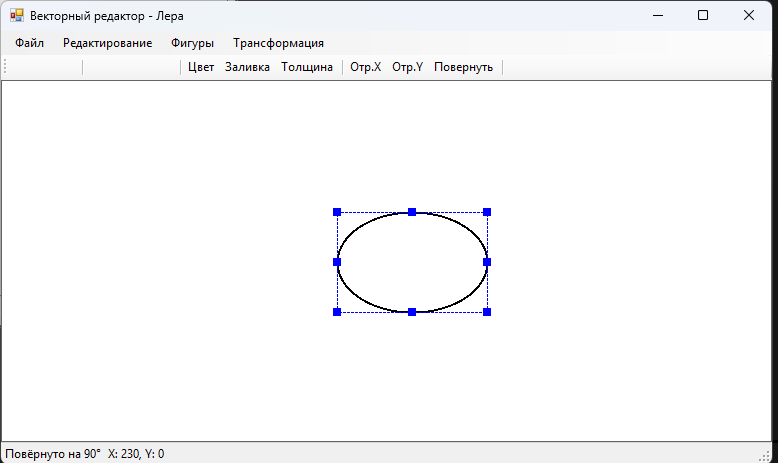 Векторный редактор - Лера
Файл Редактирование Фигуры Трансформация
Цвет Заливка Толщина Отр.X Отр.Y Повернуть
Повёрнуто на 90° X: 230, Y: 0